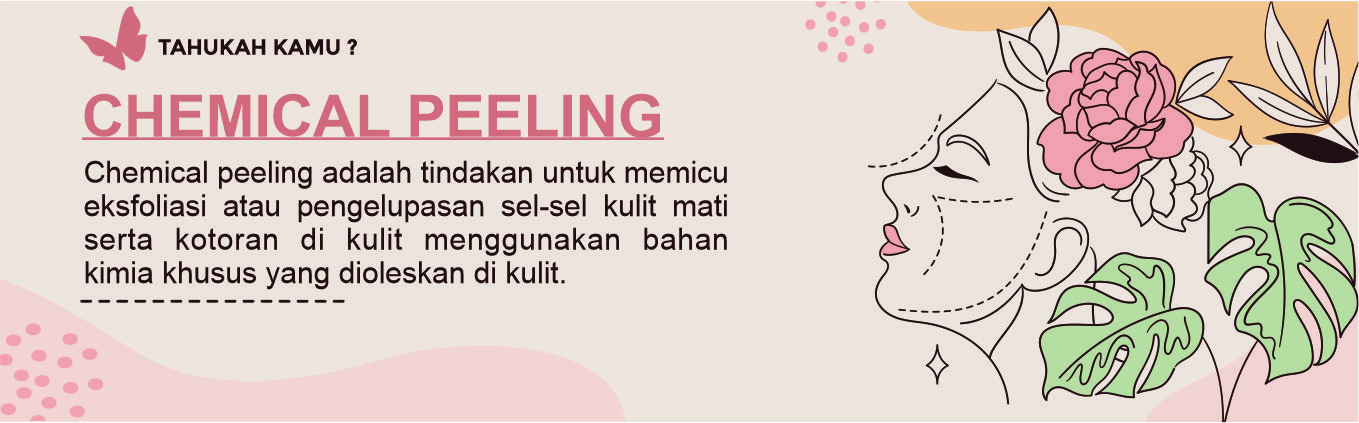 TAHUKAH KAMU ?
CHEMICAL PEELING
Chemical peeling adalah tindakan untuk memicu
eksfoliasi atau pengelupasan sel-sel kulit mati
serta kotoran di kulit menggunakan bahan
kimia khusus yang dioleskan di kulit.